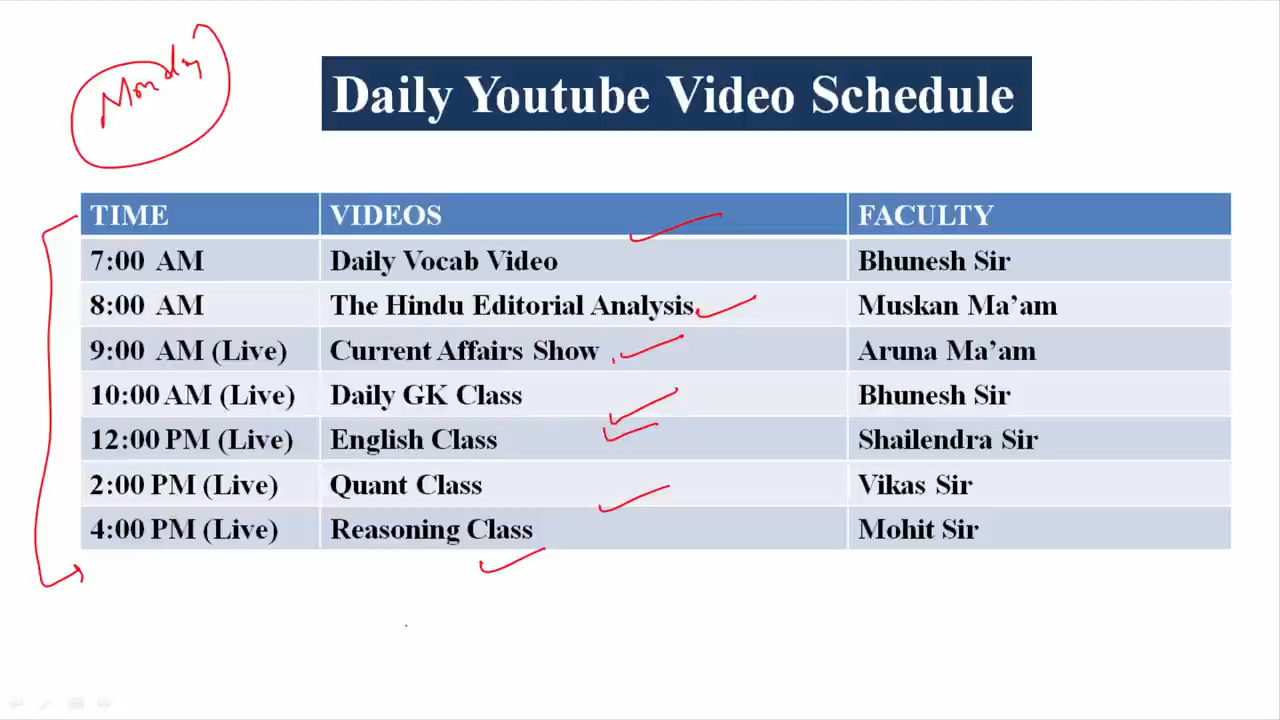 Monday
Daily Youtube Video Schedule
TIME VIDEOS FACULTY
7:00 AM Daily Vocab Video Bhunesh Sir
8:00 AM The Hindu Editorial Analysis Muskan Ma’am
9:00 AM (Live) Current Affairs Show Aruna Ma’am
10:00 AM (Live) Daily GK Class Bhunesh Sir
12:00 PM (Live) English Class Shailendra Sir
2:00 PM (Live) Quant Class Vikas Sir
4:00 PM (Live) Reasoning Class Mohit Sir